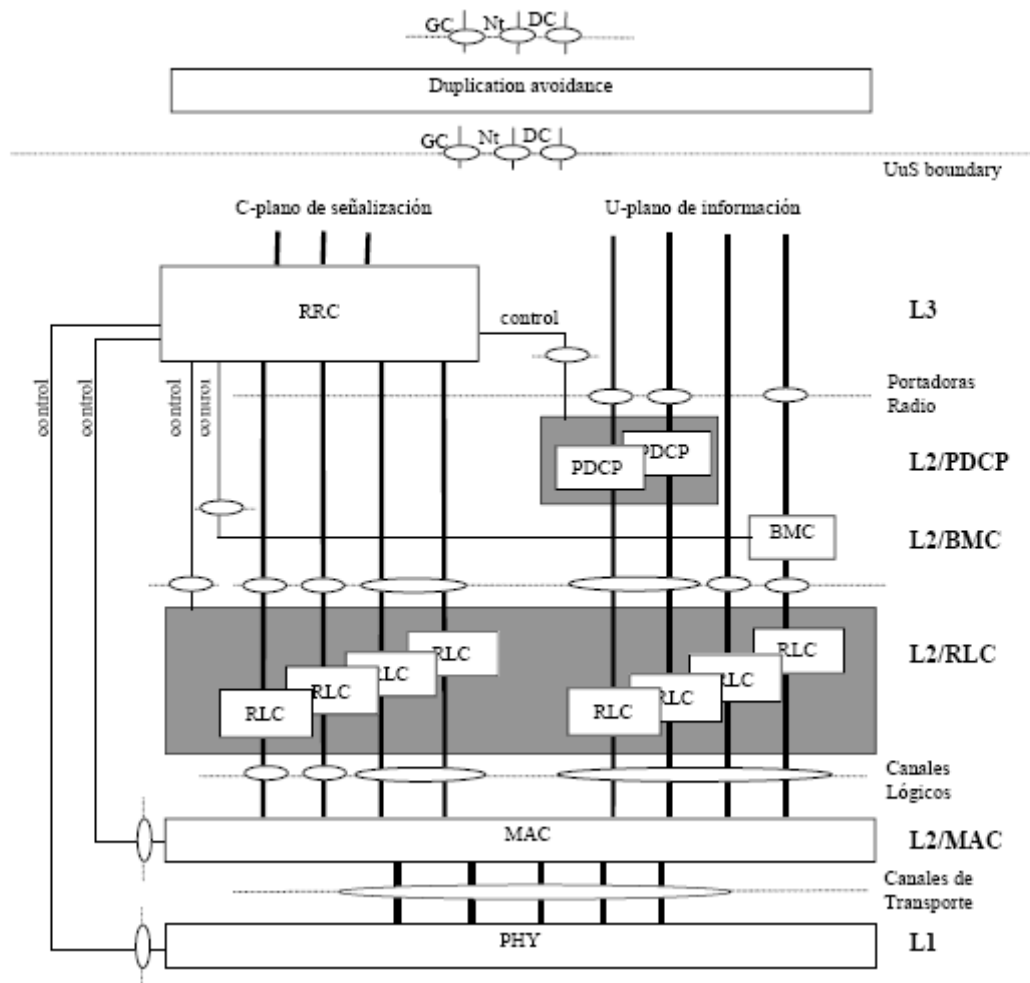 GC Nt DC
Duplication avoidance
GC Nt DC
UuS boundary
C-plano de señalización
U-plano de información
RRC
control
L3
control
control
control
control
Portadoras
Radio
PDCP
PDCP
L2/PDCP
BMC
L2/BMC
RLC
RLC
RLC
RLC
RLC
RLC
RLC
RLC
L2/RLC
Canales
Lógicos
MAC
L2/MAC
Canales de
Transporte
PHY
L1